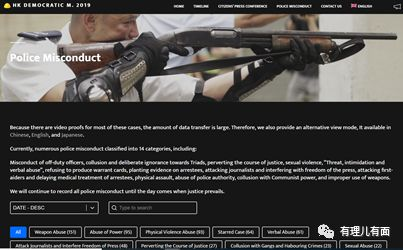 HK DEMOCRATIC M. 2019
HOME TIMELINE CITIZENS' PRESS CONFERENCE POLICE MISCONDUCT CONTACT US ENGLISH
Police Misconduct
Because there are video proofs for most of these cases, the amount of data transfer is large. Therefore, we also provide an alternative view mode, It available in
Chinese, English, and Japanese.
Currently, numerous police misconduct classified into 14 categories, including:
Misconduct of off-duty officers, collusion and deliberate ignorance towards Triads, perverting the course of justice, sexual violence, "Threat, intimidation and
verbal abuse", refusing to produce warrant cards, planting evidence on arrestees, attacking journalists and interfering with freedom of the press, attacking first-
aiders and delaying medical treatment of arrestees, physical assault, abuse of police authority, collusion with Communist power, and improper use of weapons.
We will continue to record all police misconduct until the day comes when justice prevails.
DATE - DESC
Type to search
All Weapon Abuse (151) Abuse of Power (95) Physical Violence Abuse (93) Starred Case (64) Verbal Abuse (61)
Attack Journalists and Interfere Freedom of Press (48) Perverting the Course of Justice (27) Collusion with Gangs and Habouring Crimes (23) Sexual Abuse (22)
有理儿有面